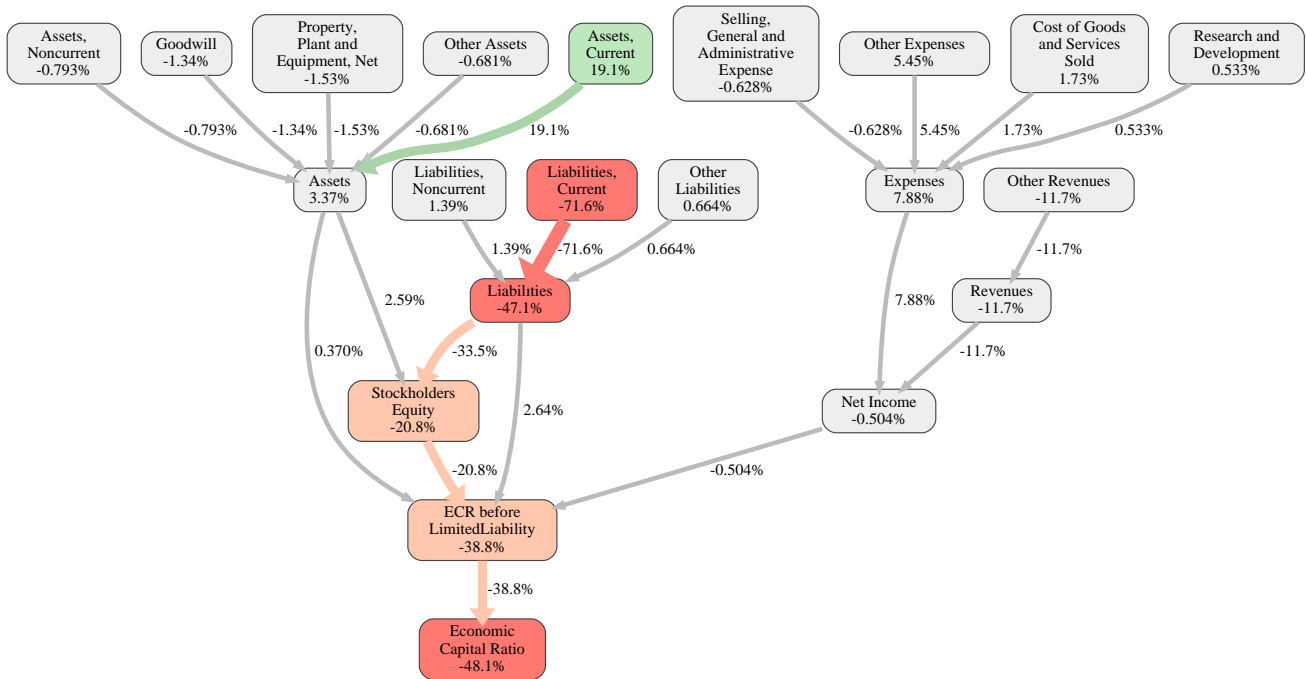 Assets,
Noncurrent
-0.793%
Goodwill
-1.34%
Property,
Plant and
Equipment, Net
-1.53%
Other Assets
-0.681%
Assets,
Current
19.1%
Selling,
General and
Administrative
Expense
-0.628%
Other Expenses
5.45%
Cost of Goods
and Services
Sold
1.73%
Research and
Development
0.533%
-0.793%
-1.34%
-1.53%
-0.681%
19.1%
-0.628%
5.45%
1.73%
0.533%
Assets
3.37%
Liabilities,
Noncurrent
1.39%
Liabilities,
Current
-71.6%
Other
Liabilities
0.664%
Expenses
7.88%
Other Revenues
-11.7%
1.39%
-71.6%
0.664%
-11.7%
Liabilities
-47.1%
Revenues
-11.7%
2.59%
7.88%
0.370%
-33.5%
-11.7%
Stockholders
Equity
-20.8%
2.64%
Net Income
-0.504%
-20.8%
-0.504%
ECR before
LimitedLiability
-38.8%
-38.8%
Economic
Capital Ratio
-48.1%